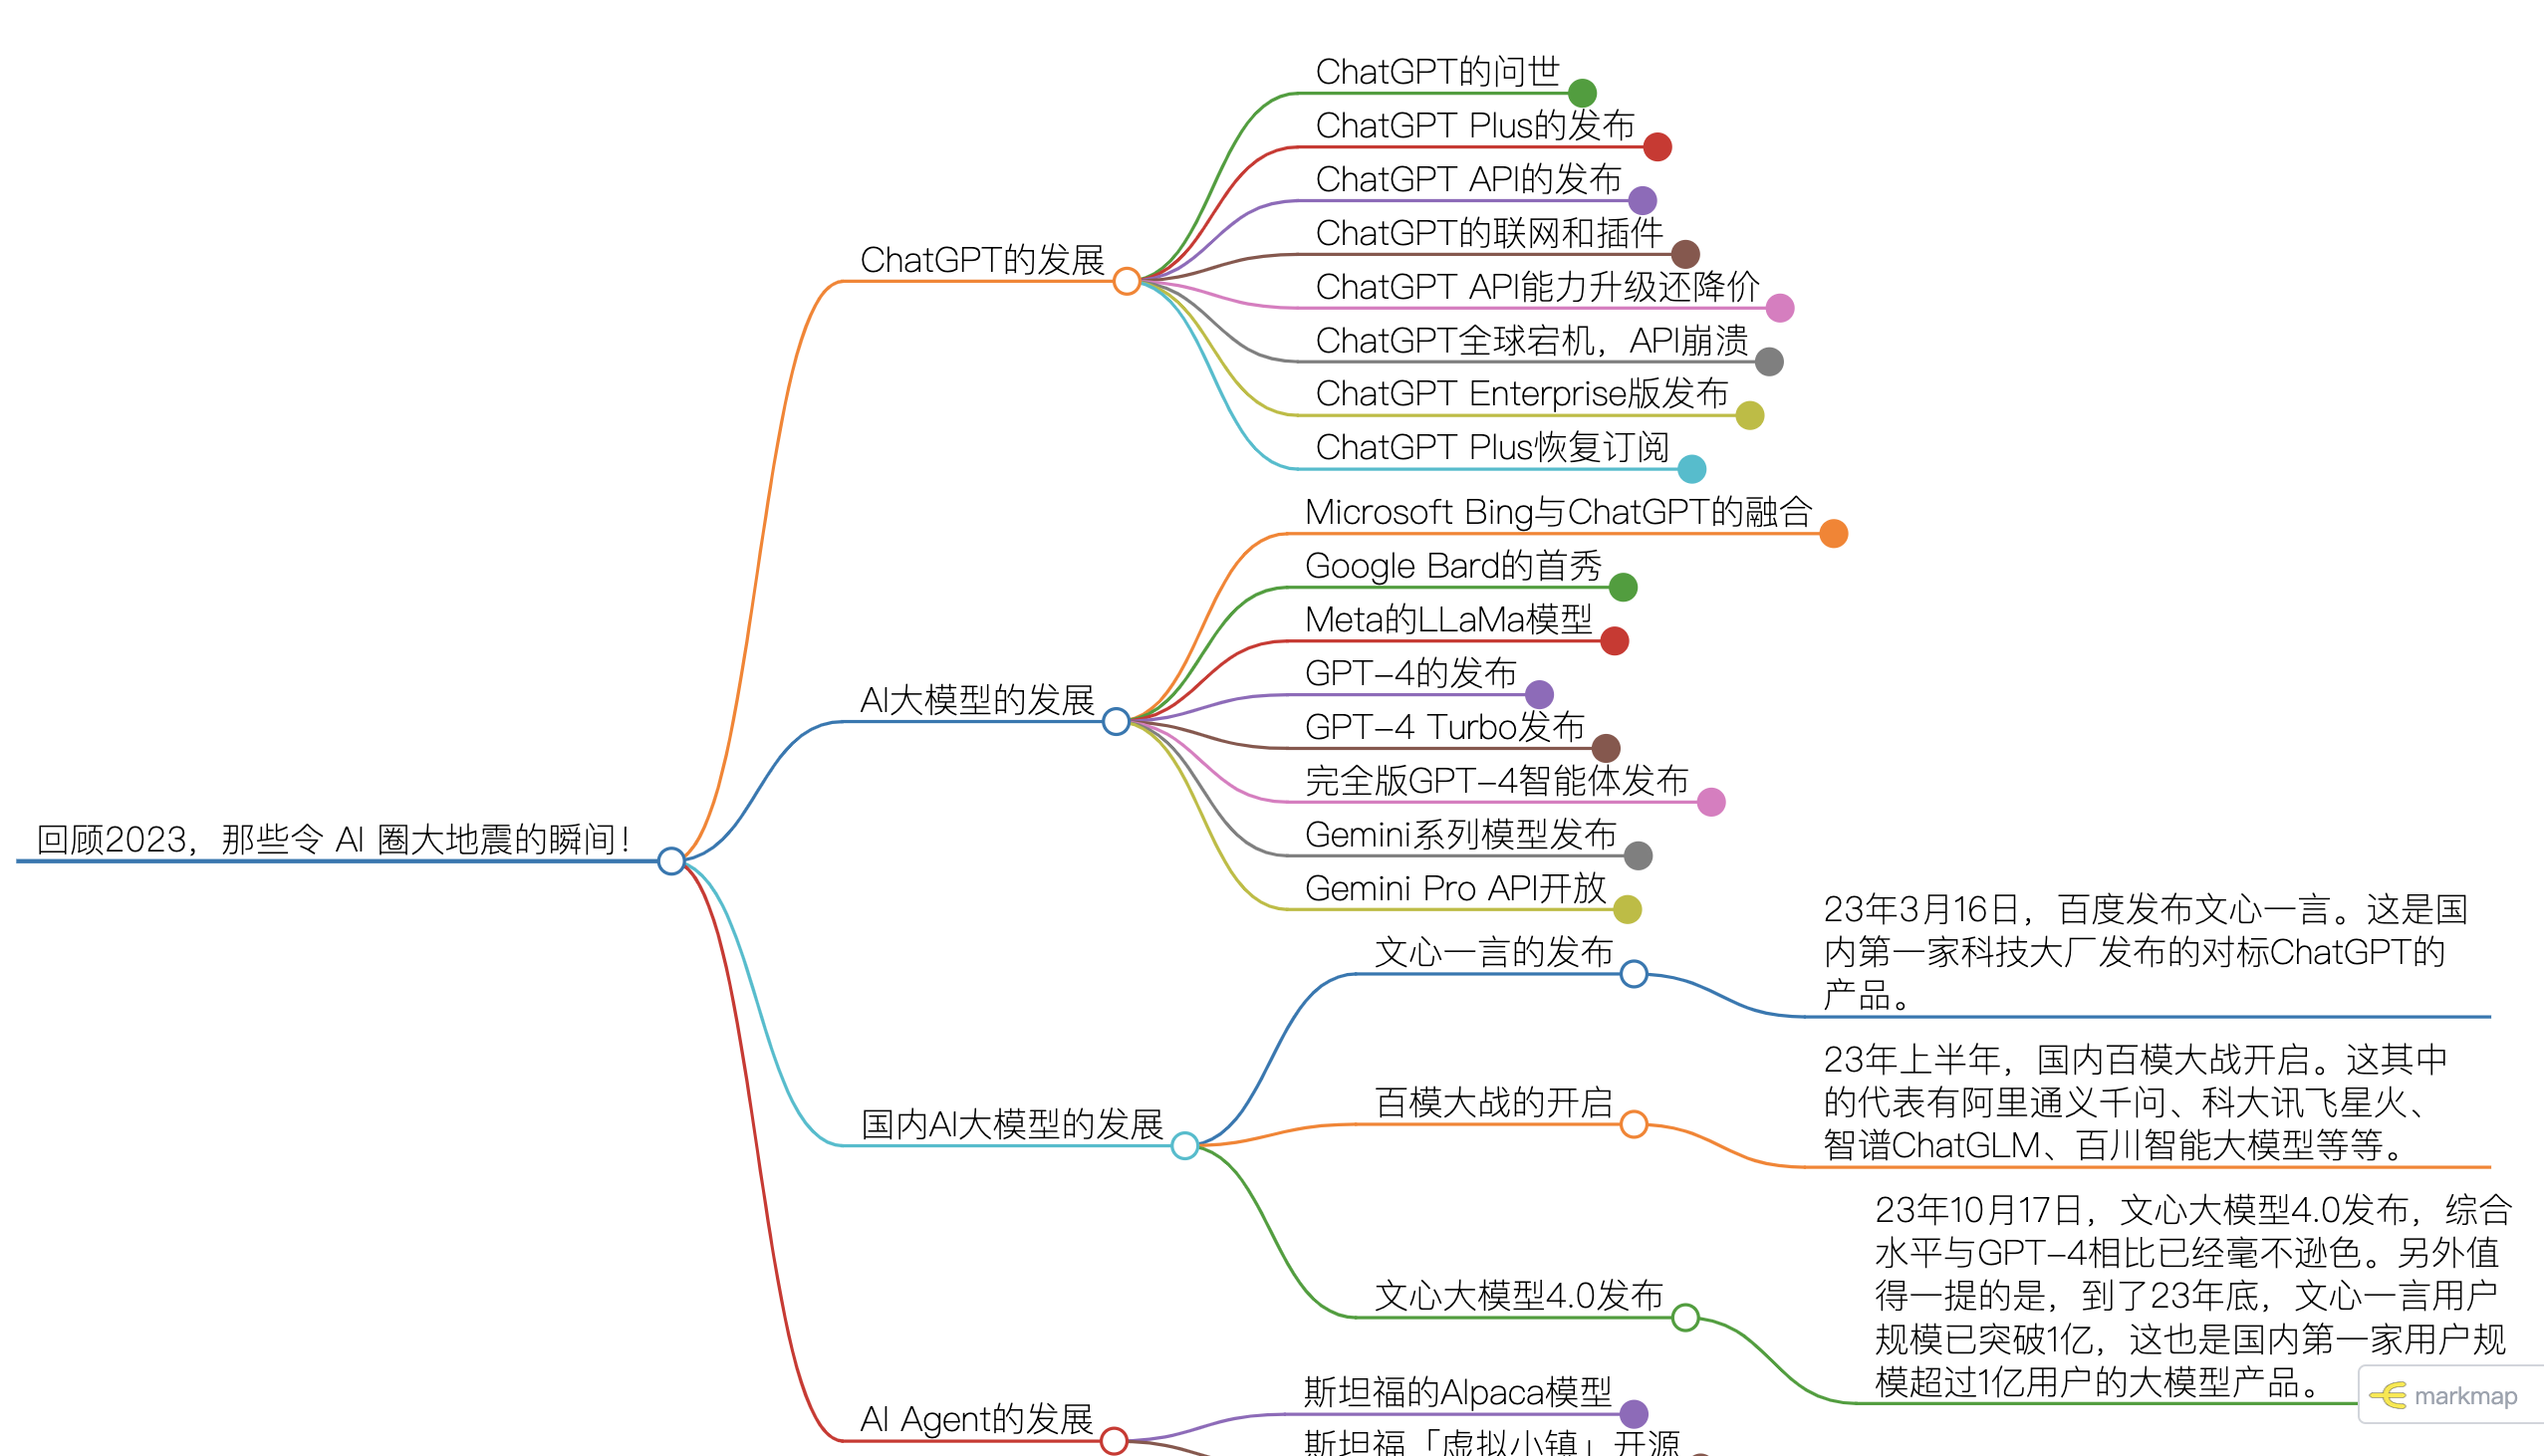 回顾2023，那些令 AI 圈大地震的瞬间！
ChatGPT的发展
ChatGPT的问世
ChatGPT Plus的发布
ChatGPT API的发布
ChatGPT的联网和插件
ChatGPT API能力升级还降价
ChatGPT全球宕机，API崩溃
ChatGPT Enterprise版发布
ChatGPT Plus恢复订阅
AI大模型的发展
Microsoft Bing与ChatGPT的融合
Google Bard的首秀
Meta的LLaMa模型
GPT-4的发布
GPT-4 Turbo发布
完全版GPT-4智能体发布
Gemini系列模型发布
Gemini Pro API开放
国内AI大模型的发展
文心一言的发布
23年3月16日，百度发布文心一言。这是国
内第一家科技大厂发布的对标ChatGPT的
产品。
百模大战的开启
23年上半年，国内百模大战开启。这其中
的代表有阿里通义千问、科大讯飞星火、
智谱ChatGLM、百川智能大模型等等。
文心大模型4.0发布
23年10月17日，文心大模型4.0发布，综合
水平与GPT-4相比已经毫不逊色。另外值
得一提的是，到了23年底，文心一言用户
规模已突破1亿，这也是国内第一家用户规
模超过1亿用户的大模型产品。
AI Agent的发展
斯坦福的Alpaca模型
斯坦福「虚拟小镇」开源
markmap